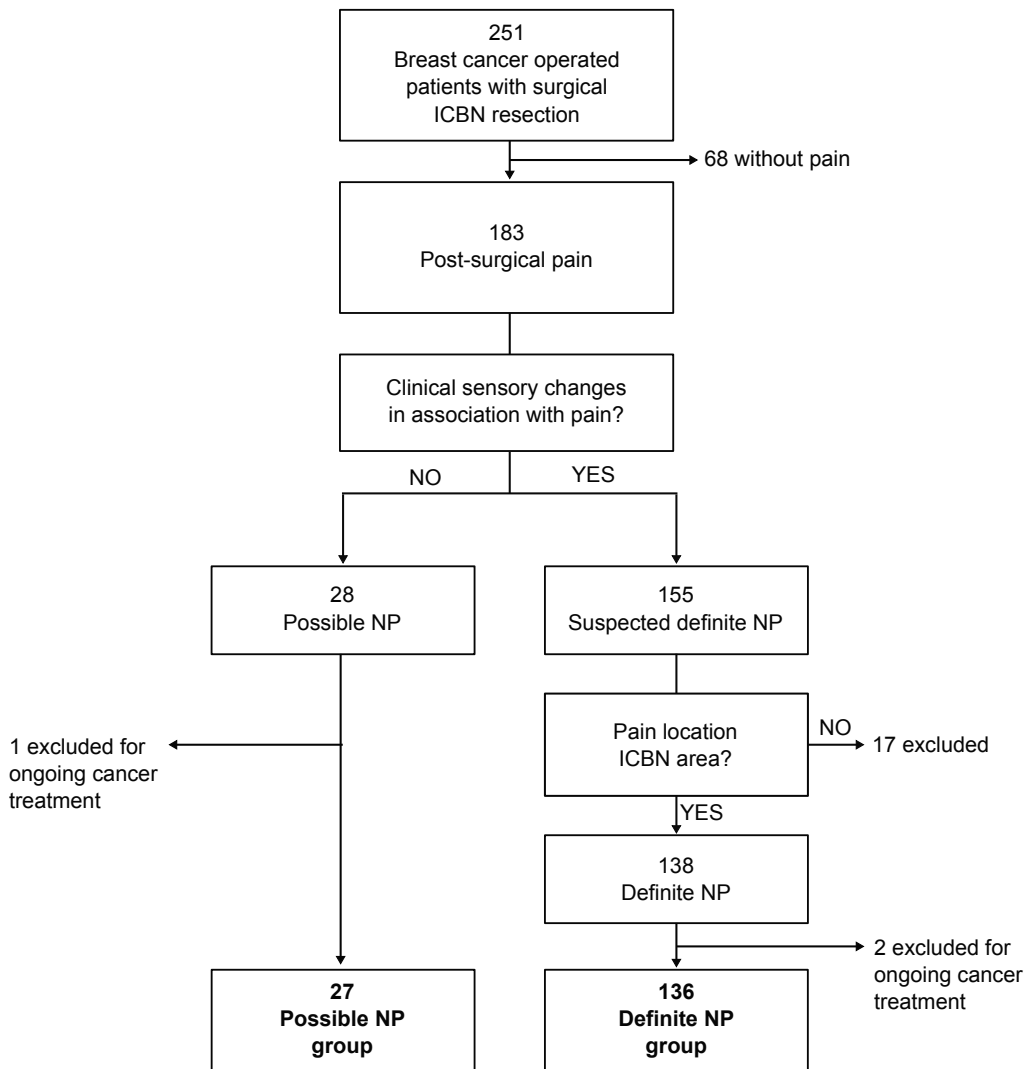 251
Breast cancer operated
patients with surgical
ICBN resection
68 without pain
183
Post-surgical pain
Clinical sensory changes
in association with pain?
NO
YES
28
Possible NP
155
Suspected definite NP
1 excluded for
ongoing cancer
treatment
Pain location
ICBN area?
NO
17 excluded
YES
138
Definite NP
2 excluded for
ongoing cancer
treatment
27
Possible NP
group
136
Definite NP
group